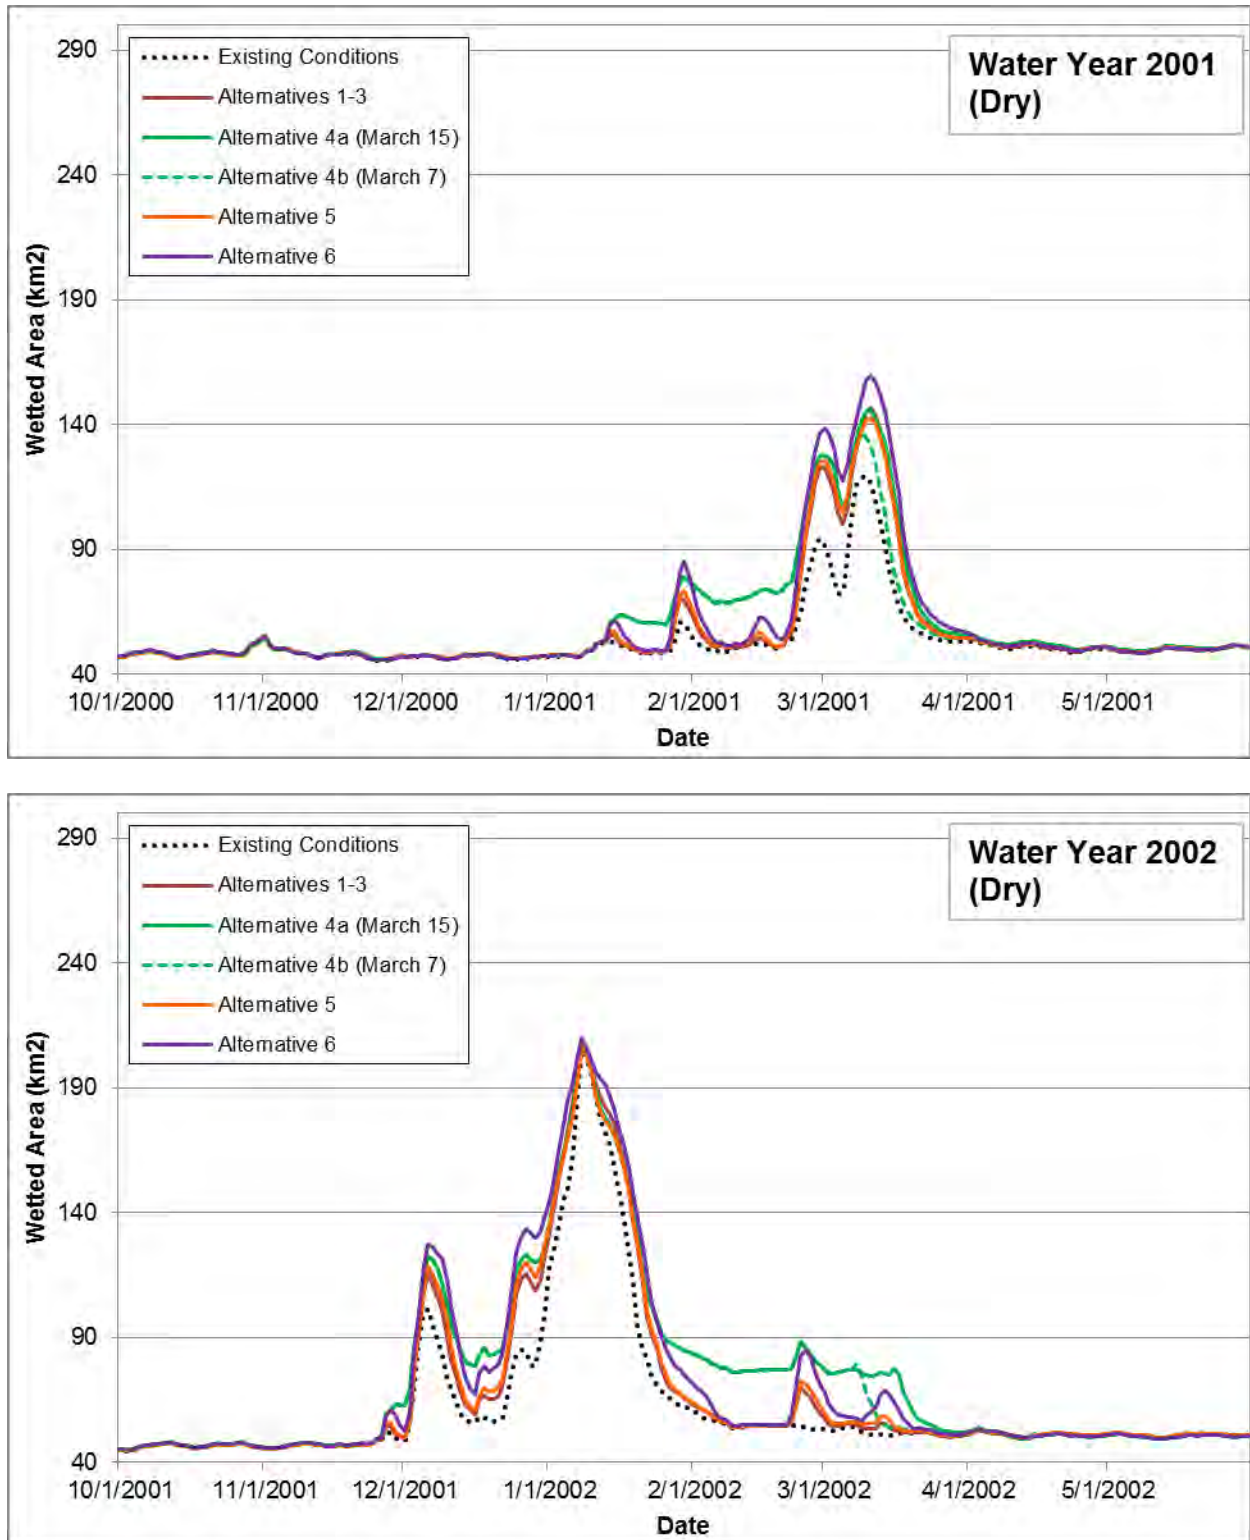 Existing Conditions
Alternatives 1-3
Alternative 4a (March 15)
Alternative 4b (March 7)
Alternative 5
Alternative 6
Water Year 2001
(Dry)
Wetted Area (km2)
290
240
190
140
90
40
10/1/2000 11/1/2000 12/1/2000 1/1/2001 2/1/2001 3/1/2001 4/1/2001 5/1/2001
Date
Existing Conditions
Alternatives 1-3
Alternative 4a (March 15)
Alternative 4b (March 7)
Alternative 5
Alternative 6
Water Year 2002
(Dry)
Wetted Area (km2)
290
240
190
140
90
40
10/1/2001 11/1/2001 12/1/2001 1/1/2002 2/1/2002 3/1/2002 4/1/2002 5/1/2002
Date